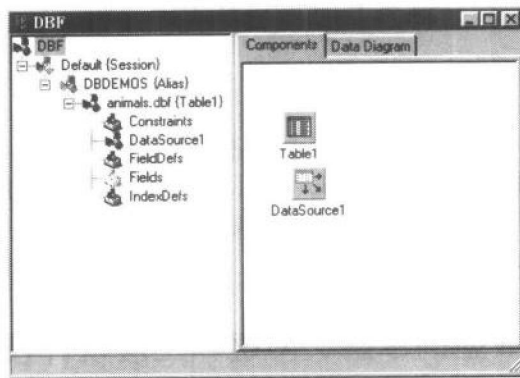 DBF
DBF
Default (Session)
DBDEMOS (Alias)
animals.dbf (Table1)
Constraints
DataSource1
FieldDefs
Fields
IndexDefs
Components
Data Diagram
Table1
DataSource1